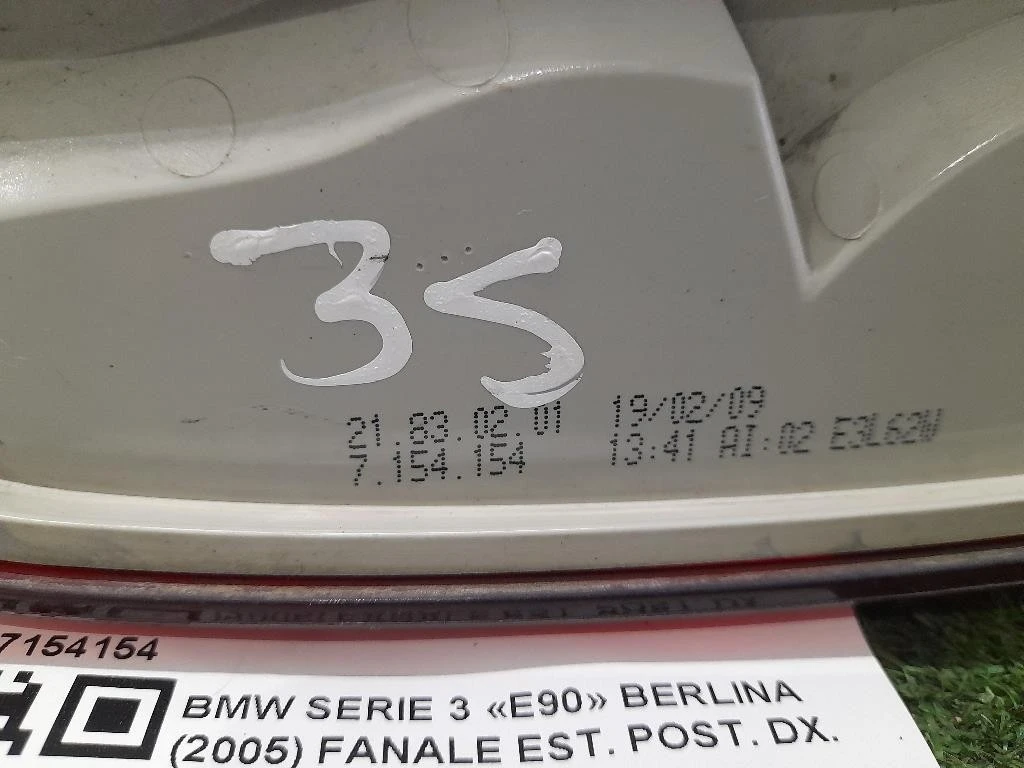 3S
21.83.02.01 19/02/09
7.154.154 13:41 AI:02 E3L62W
7154154
BMW SERIE 3 «E90» BERLINA
(2005) FANALE EST. POST. DX.